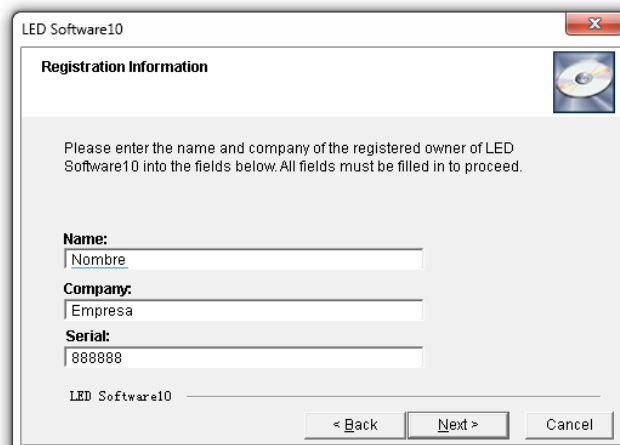 LED Software10
X
Registration Information
Please enter the name and company of the registered owner of LED
Software10 into the fields below. All fields must be filled in to proceed.
Name:
Nombre
Company:
Empresa
Serial:
888888
LED Software10
< Back
Next >
Cancel